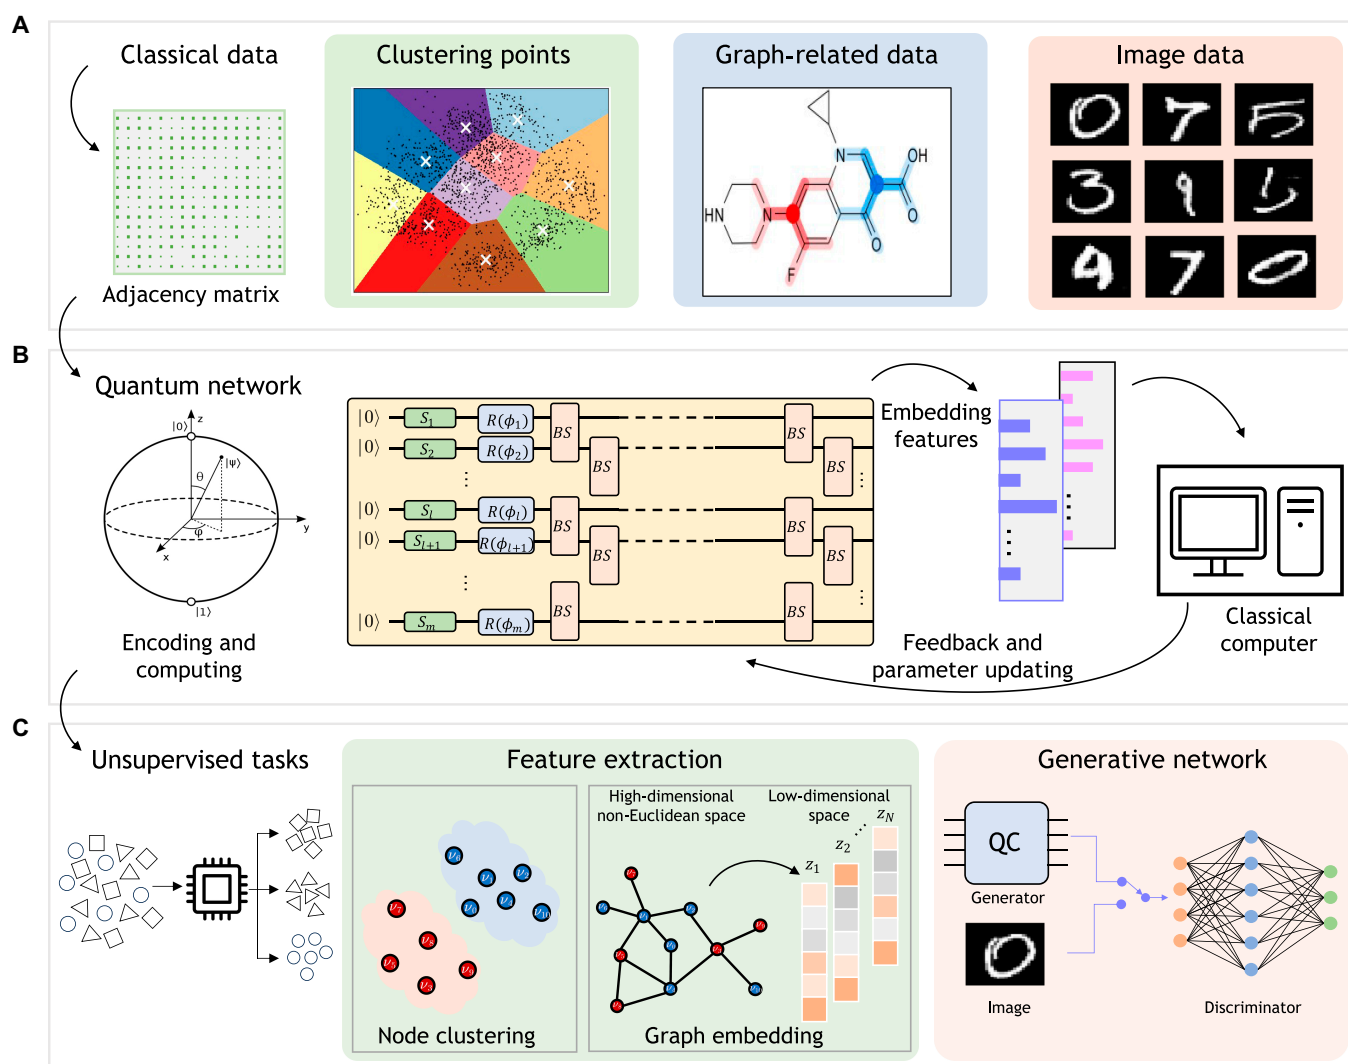 A
Classical data
Clustering points
Graph-related data
Image data
Adjacency matrix
N
OH
HN
N
O
O
F
B
Quantum network
z
|0⟩
|ψ⟩
θ
φ
y
x
|1⟩
Encoding and
computing
|0⟩ S₁ R(ϕ₁) BS BS
|0⟩ S₂ R(ϕ₂) BS BS
|0⟩ Sₗ R(ϕₗ) BS BS
|0⟩ Sₗ₊₁ R(ϕₗ₊₁) BS BS
|0⟩ Sₘ R(ϕₘ) BS BS
Embedding
features
Classical
computer
Feedback and
parameter updating
C
Unsupervised tasks
Feature extraction
Generative network
High-dimensional
non-Euclidean space
Low-dimensional
space
z₁
z₂
z_N
Node clustering
Graph embedding
QC
Generator
Image
Discriminator